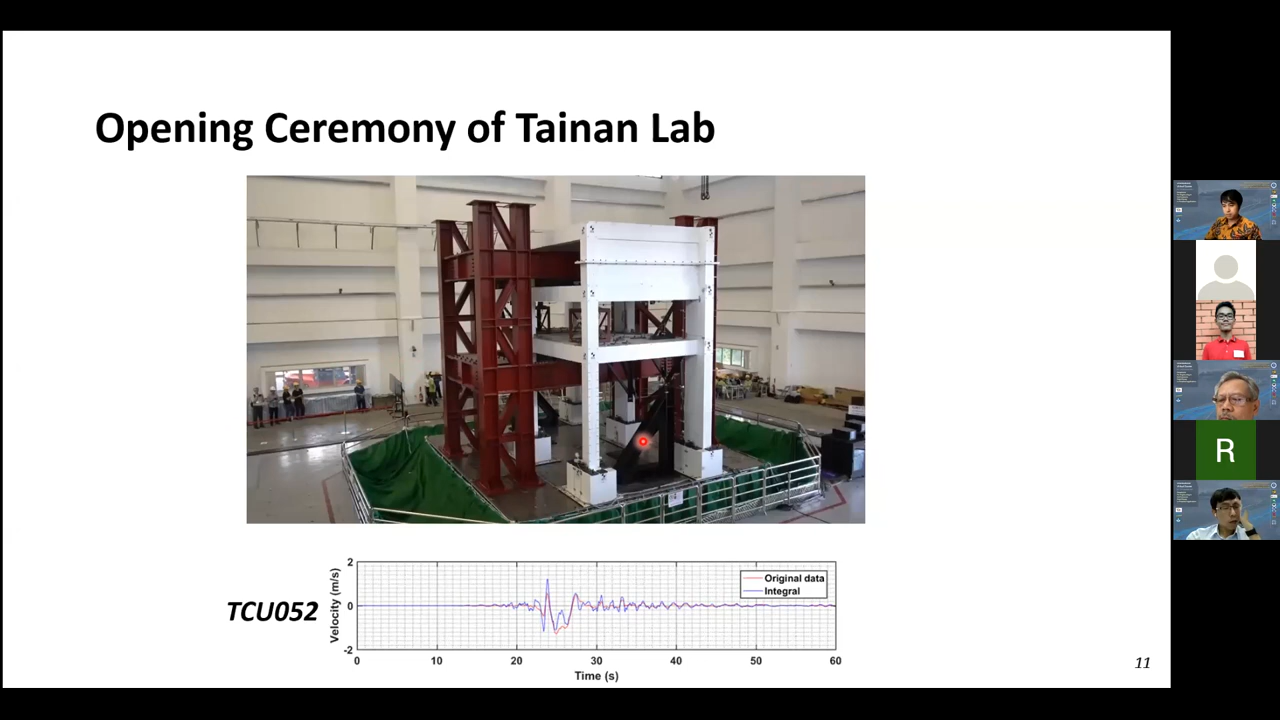 Opening Ceremony of Tainan Lab
TCU052
Velocity (m/s)
2
0
-2
Original data
Integral
0 10 20 30 40 50 60
Time (s)
11
R